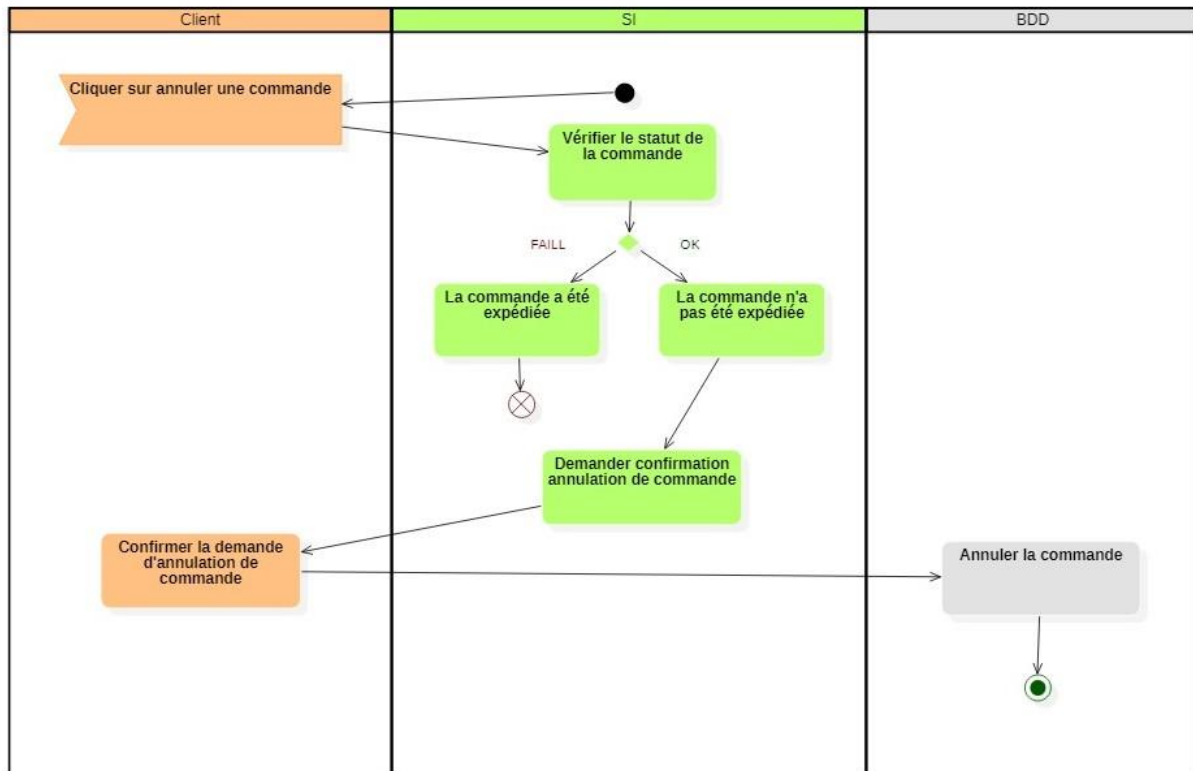 Client
SI
BDD
Cliquer sur annuler une commande
Vérifier le statut de
la commande
FAILL
OK
La commande a été
expédiée
La commande n'a
pas été expédiée
Demander confirmation
annulation de commande
Confirmer la demande
d'annulation de
commande
Annuler la commande